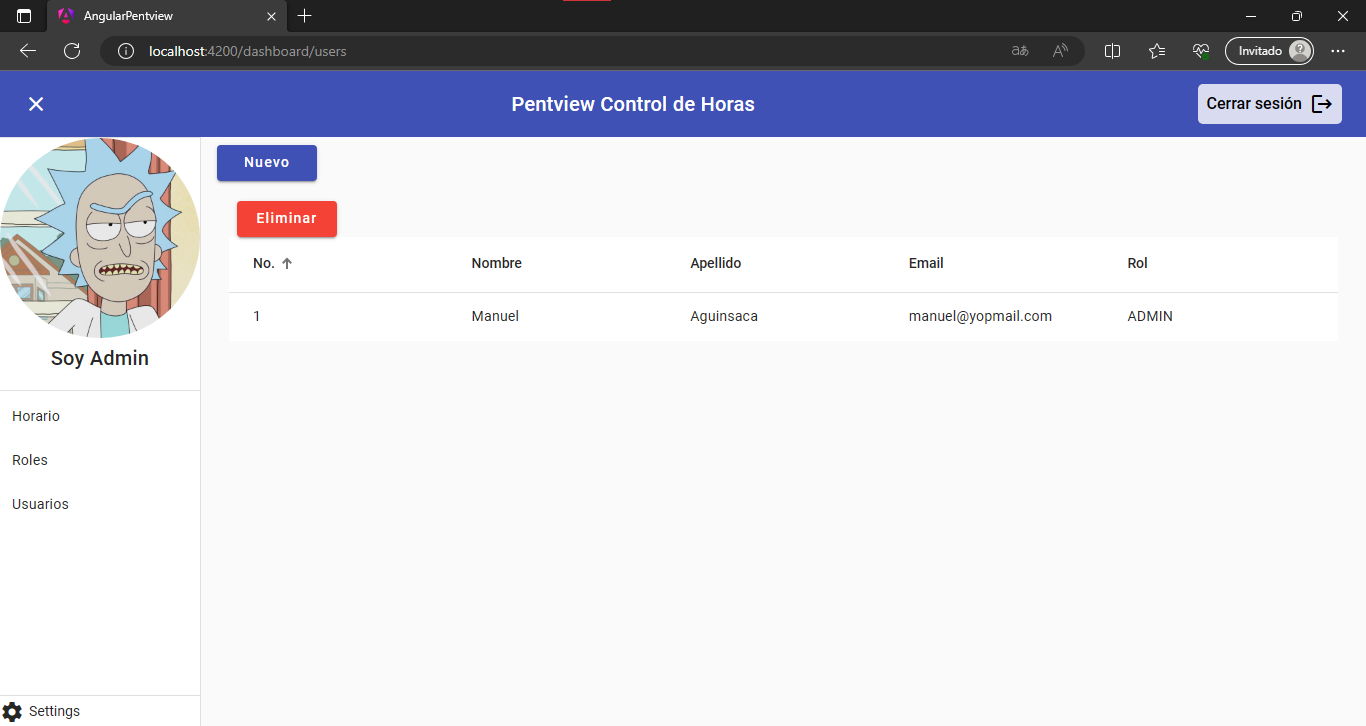 AngularPentview
localhost:4200/dashboard/users
Invitado
Pentview Control de Horas
Cerrar sesión
Nuevo
Eliminar
No. Nombre Apellido Email Rol
1 Manuel Aguinsaca manuel@yopmail.com ADMIN
Soy Admin
Horario
Roles
Usuarios
Settings